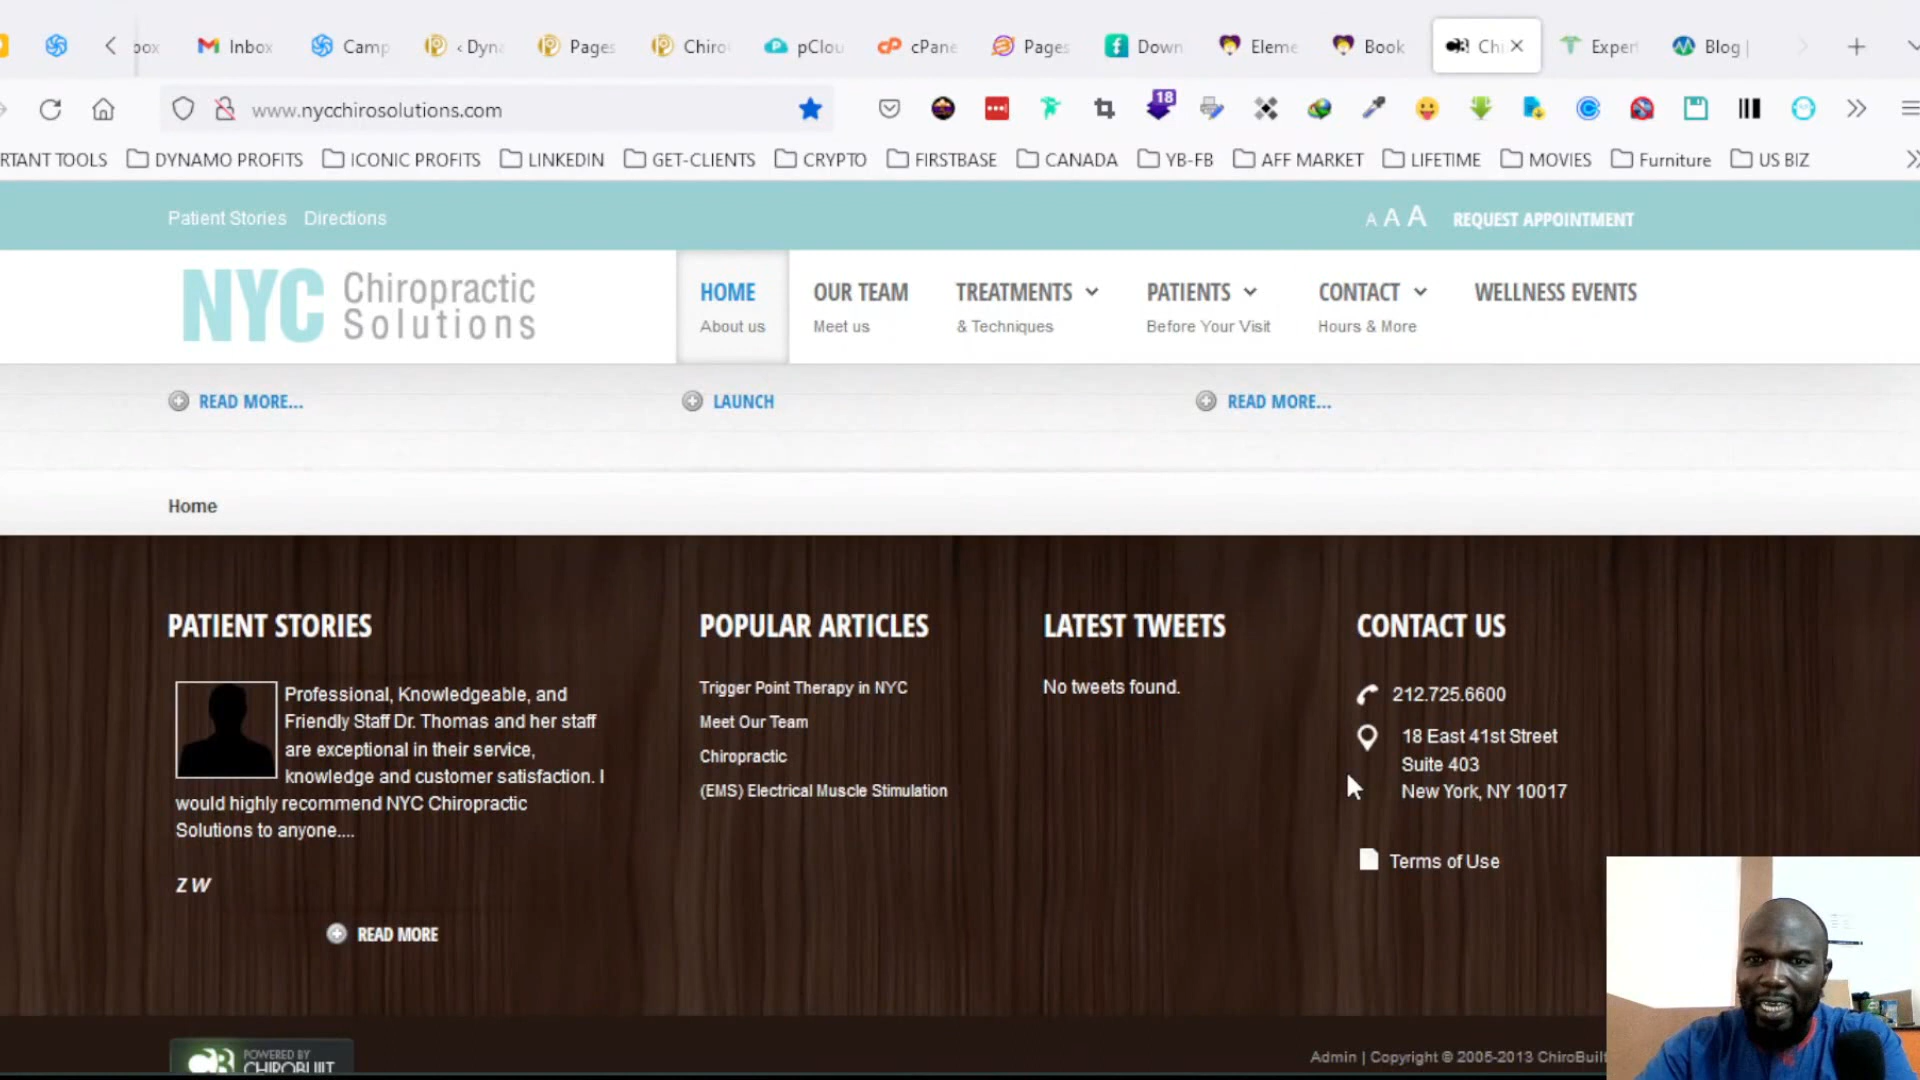 box
Inbox
Camp
‹ Dyna
Pages
Chiro
pClou
cPane
Pages
Down
Eleme
Book
Chi
Exper
Blog |
www.nycchirosolutions.com
18
RTANT TOOLS
DYNAMO PROFITS
ICONIC PROFITS
LINKEDIN
GET-CLIENTS
CRYPTO
FIRSTBASE
CANADA
YB-FB
AFF MARKET
LIFETIME
MOVIES
Furniture
US BIZ
Patient Stories
Directions
A A A
REQUEST APPOINTMENT
NYC Chiropractic
Solutions
HOME
About us
OUR TEAM
Meet us
TREATMENTS
& Techniques
PATIENTS
Before Your Visit
CONTACT
Hours & More
WELLNESS EVENTS
READ MORE...
LAUNCH
READ MORE...
Home
PATIENT STORIES
Professional, Knowledgeable, and
Friendly Staff Dr. Thomas and her staff
are exceptional in their service,
knowledge and customer satisfaction. I
would highly recommend NYC Chiropractic
Solutions to anyone....
Z W
READ MORE
POPULAR ARTICLES
Trigger Point Therapy in NYC
Meet Our Team
Chiropractic
(EMS) Electrical Muscle Stimulation
LATEST TWEETS
No tweets found.
CONTACT US
212.725.6600
18 East 41st Street
Suite 403
New York, NY 10017
Terms of Use
POWERED BY
CHIROBUILT
Admin | Copyright © 2005-2013 ChiroBuilt